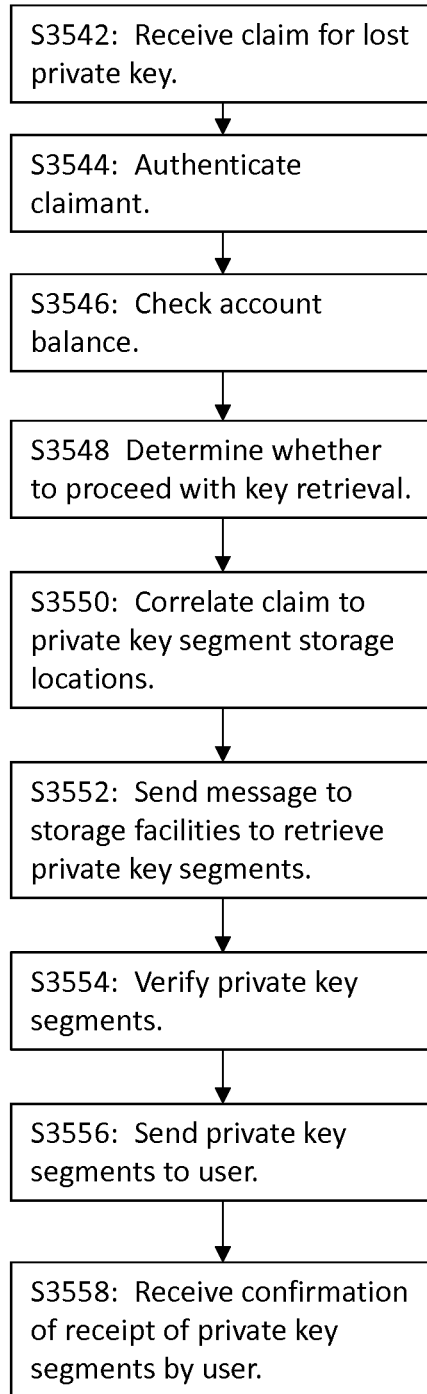 S3542:  Receive claim for lost
private key.
S3544:  Authenticate
claimant.
S3546:  Check account
balance.
S3548  Determine whether
to proceed with key retrieval.
S3550:  Correlate claim to
private key segment storage
locations.
S3552:  Send message to
storage facilities to retrieve
private key segments.
S3554:  Verify private key
segments.
S3556:  Send private key
segments to user.
S3558:  Receive confirmation
of receipt of private key
segments by user.